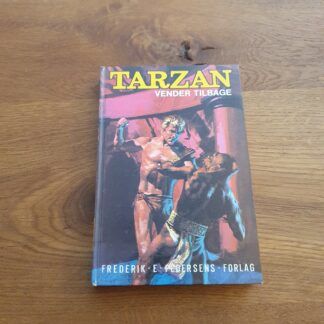 TARZAN
VENDER TILBAGE
FREDERIK · E · PEDERSENS · FORLAG